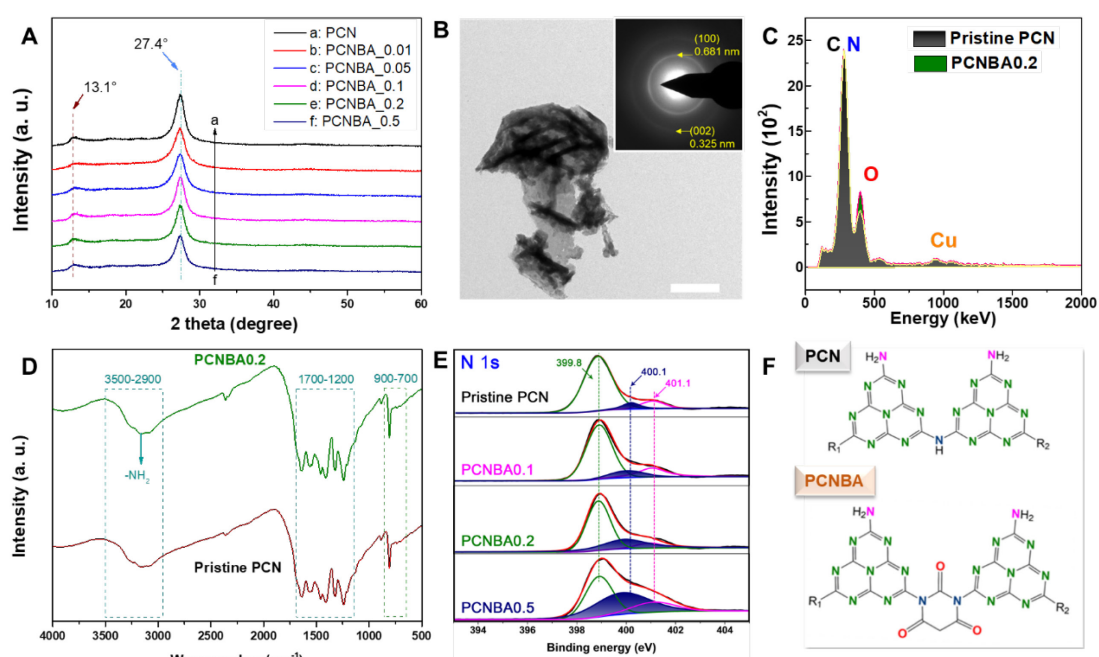 A
27.4°
13.1°
a: PCN
b: PCNBA_0.01
c: PCNBA_0.05
d: PCNBA_0.1
e: PCNBA_0.2
f: PCNBA_0.5
a
f
Intensity (a. u.)
10 20 30 40 50 60
2 theta (degree)
B
(100)
0.681 nm
(002)
0.325 nm
C
C N
O
Cu
Pristine PCN
PCNBA0.2
Intensity (10²)
25
20
15
10
5
0
0 500 1000 1500 2000
Energy (keV)
D
PCNBA0.2
3500-2900
1700-1200
900-700
-NH₂
Pristine PCN
Intensity (a. u.)
4000 3500 3000 2500 2000 1500 1000 500
E
N 1s
399.8
400.1
401.1
Pristine PCN
PCNBA0.1
PCNBA0.2
PCNBA0.5
Intensity (a. u.)
394 396 398 400 402 404
Binding energy (eV)
F
PCN
H₂N NH₂
N N N N
N N N N
N N
N N N N
R₁ N N N N R₂
N
H
PCNBA
NH₂ NH₂
N N N N
N O N N N
N N
N N N N
R₁ N N N N N N R₂
O O